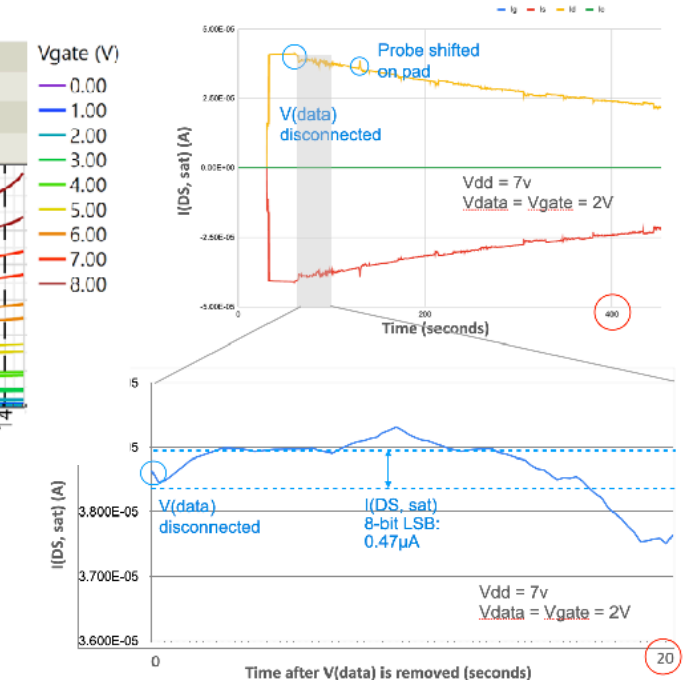 Ig Is Id Ic
Vgate (V)
0.00
1.00
2.00
3.00
4.00
5.00
6.00
7.00
8.00
4
5.00E-05
2.50E-05
0.00E+00
-2.50E-05
-5.00E-05
I(DS, sat) (A)
Probe shifted
on pad
V(data)
disconnected
Vdd = 7v
Vdata = Vgate = 2V
0
200
400
Time (seconds)
I5
I5
3.800E-05
3.700E-05
3.600E-05
I(DS, sat) (A)
V(data)
disconnected
I(DS, sat)
8-bit LSB:
0.47µA
Vdd = 7v
Vdata = Vgate = 2V
0
20
Time after V(data) is removed (seconds)